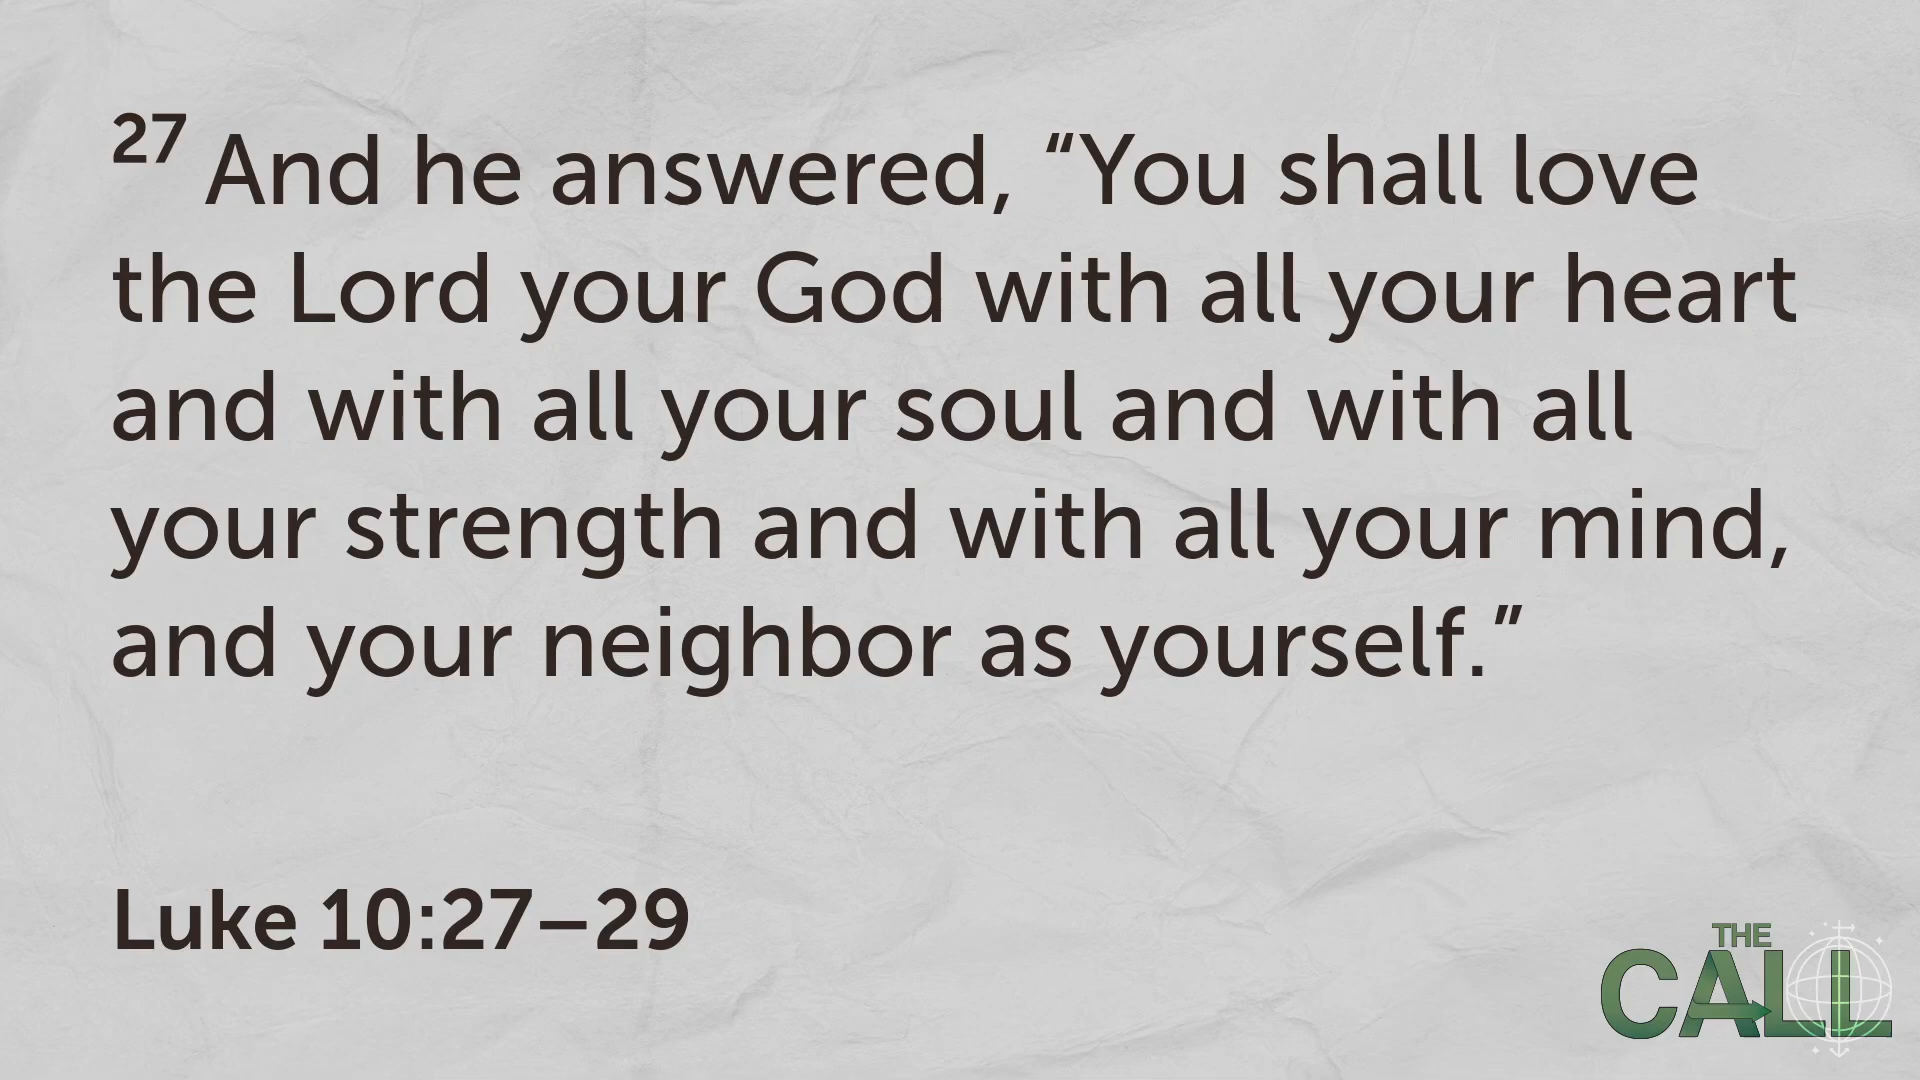 27 And he answered, “You shall love
the Lord your God with all your heart
and with all your soul and with all
your strength and with all your mind,
and your neighbor as yourself.”
Luke 10:27–29
THE
CALL